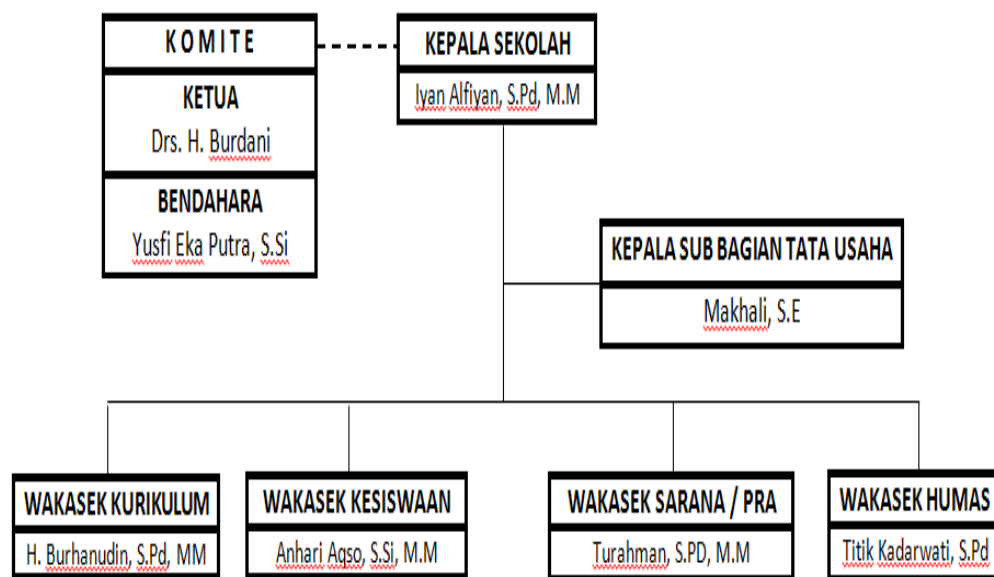 K O M I T E
KETUA
Drs. H. Burdani
BENDAHARA
Yusfi Eka Putra, S.Si
KEPALA SEKOLAH
Iyan Alfiyan, S.Pd, M.M
KEPALA SUB BAGIAN TATA USAHA
Makhali, S.E
WAKASEK KURIKULUM
H. Burhanudin, S.Pd, MM
WAKASEK KESISWAAN
Anhari Aqso, S.Si, M.M
WAKASEK SARANA / PRA
Turahman, S.PD, M.M
WAKASEK HUMAS
Titik Kadarwati, S.Pd